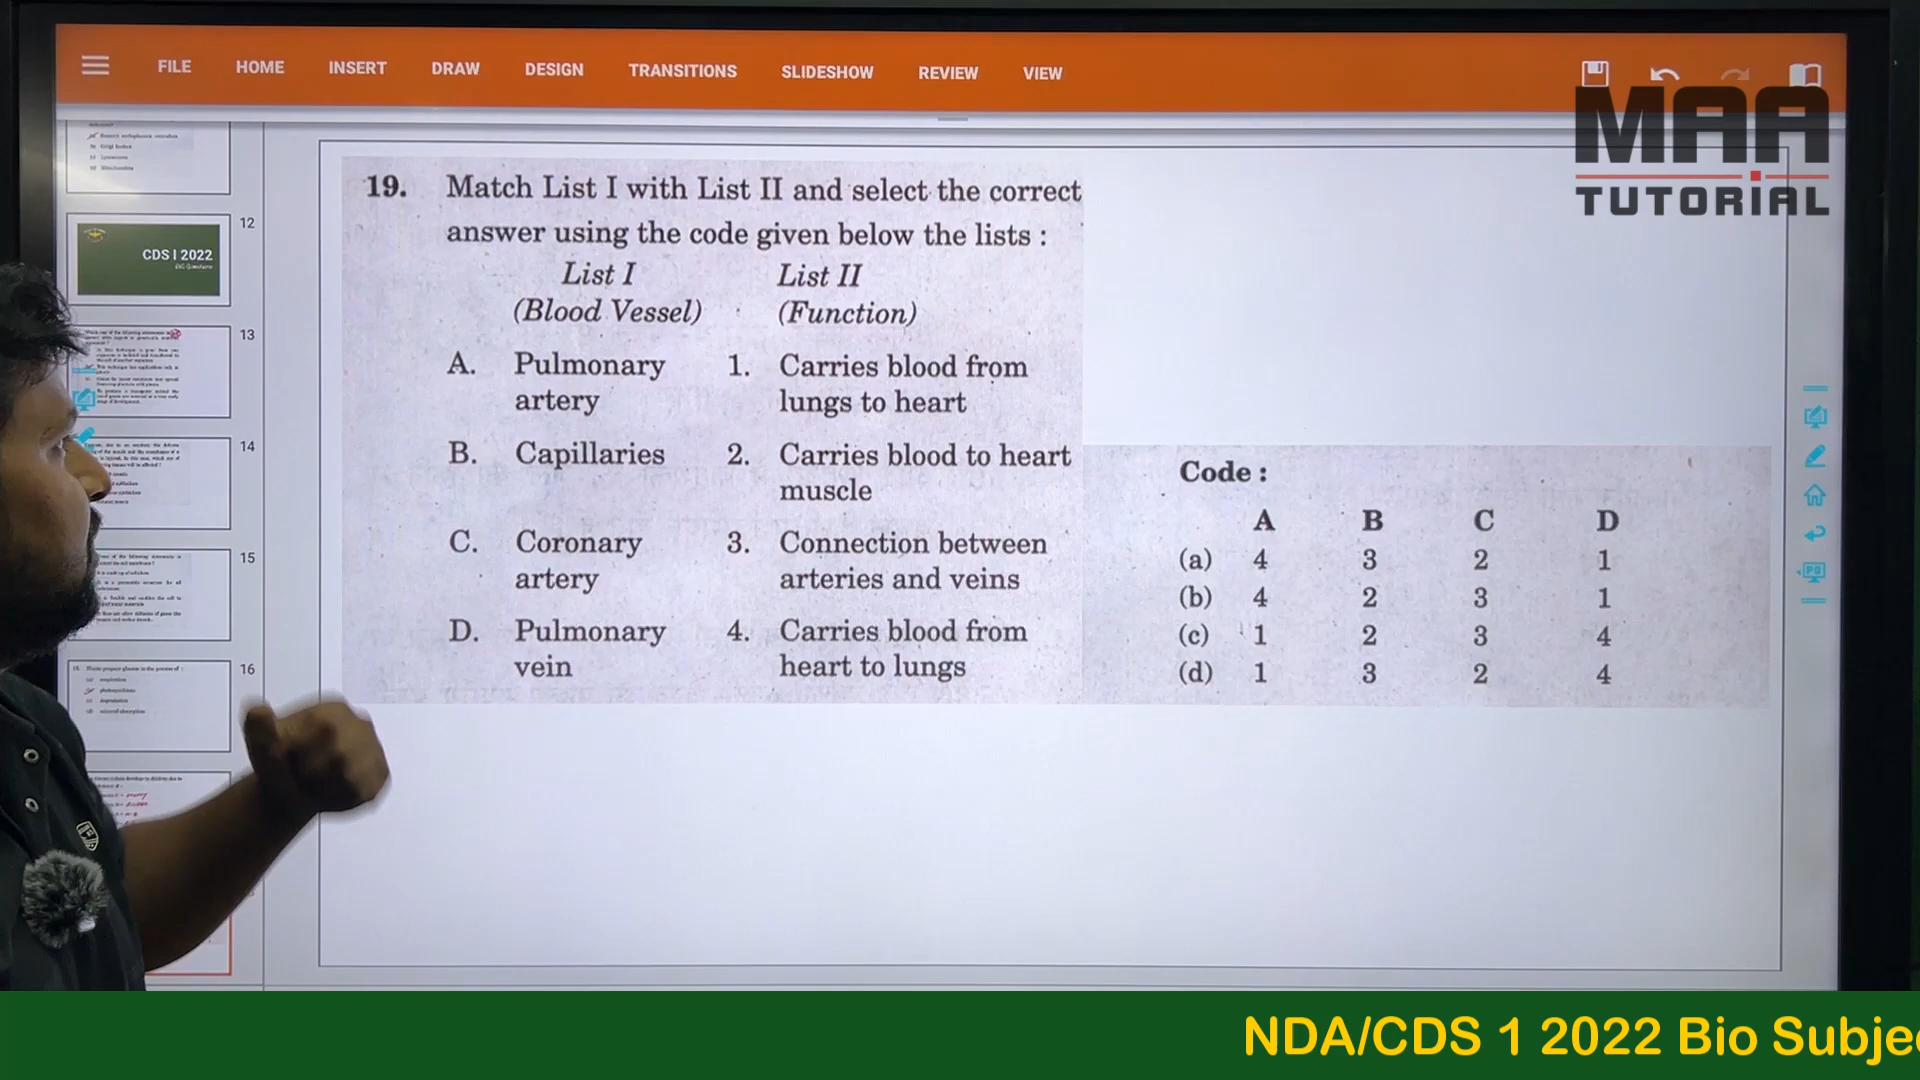 FILE HOME INSERT DRAW DESIGN TRANSITIONS SLIDESHOW REVIEW VIEW
MAA
TUTORIAL
12
CDS I 2022
13
14
15
16
19. Match List I with List II and select the correct
answer using the code given below the lists :
List I List II
(Blood Vessel) (Function)
A. Pulmonary 1. Carries blood from
artery lungs to heart
B. Capillaries 2. Carries blood to heart
muscle
C. Coronary 3. Connection between
artery arteries and veins
D. Pulmonary 4. Carries blood from
vein heart to lungs
Code :
A B C D
(a) 4 3 2 1
(b) 4 2 3 1
(c) 1 2 3 4
(d) 1 3 2 4
NDA/CDS 1 2022 Bio Subje